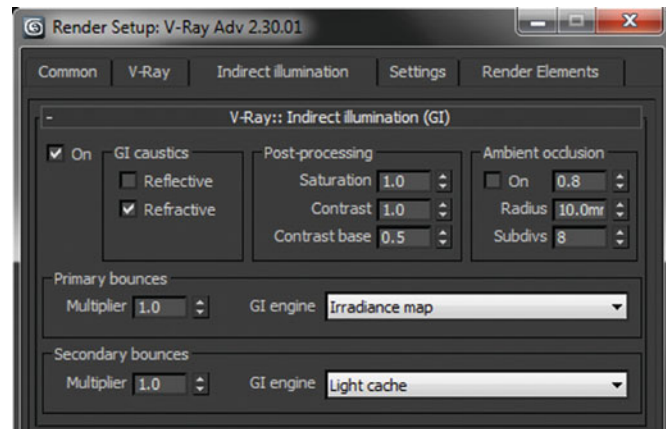 Render Setup: V-Ray Adv 2.30.01
Common V-Ray Indirect illumination Settings Render Elements
- V-Ray:: Indirect illumination (GI)
On GI caustics Post-processing Ambient occlusion
Reflective Saturation 1.0 On 0.8
Refractive Contrast 1.0 Radius 10.0mr
Contrast base 0.5 Subdivs 8
Primary bounces
Multiplier 1.0 GI engine Irradiance map
Secondary bounces
Multiplier 1.0 GI engine Light cache